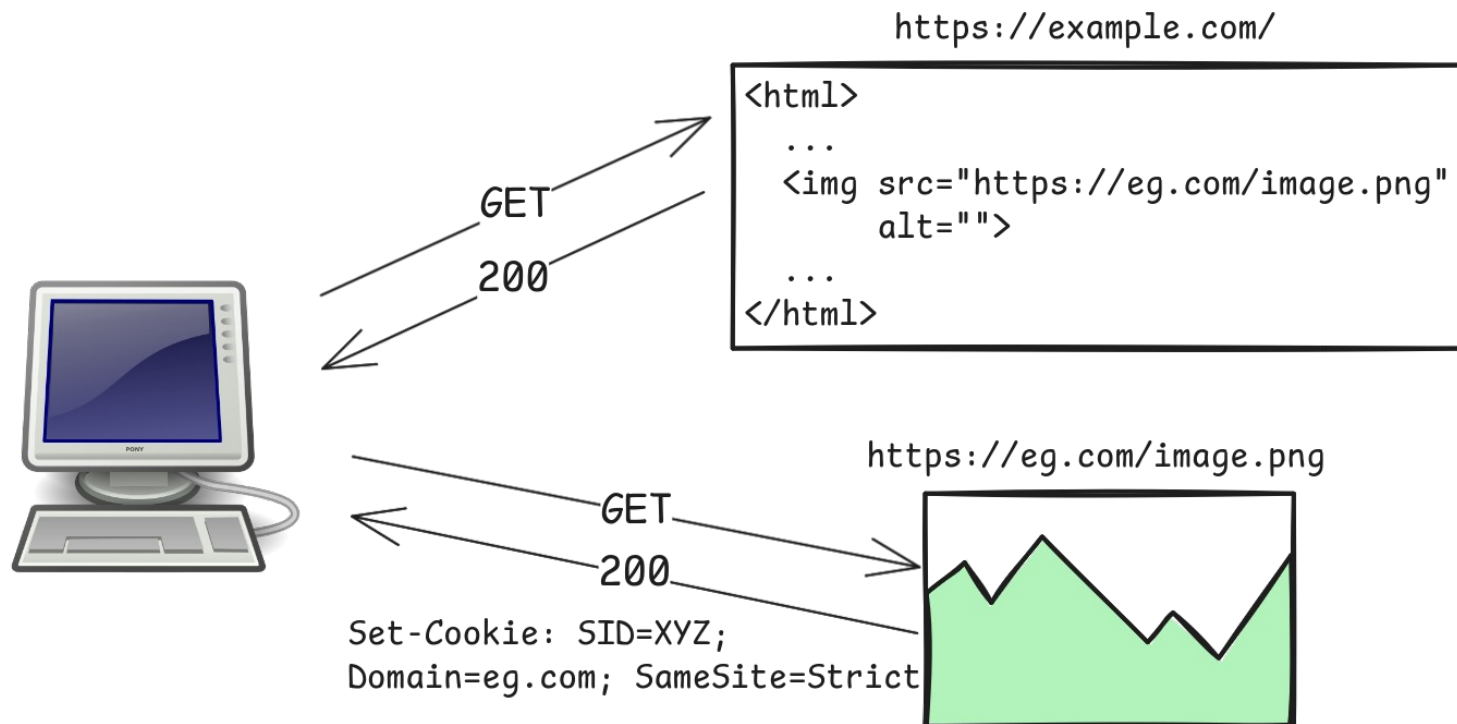 https://example.com/
<html>
...
<img src="https://eg.com/image.png"
alt="">
...
</html>
GET
200
PONY
https://eg.com/image.png
GET
200
Set-Cookie: SID=XYZ;
Domain=eg.com; SameSite=Strict